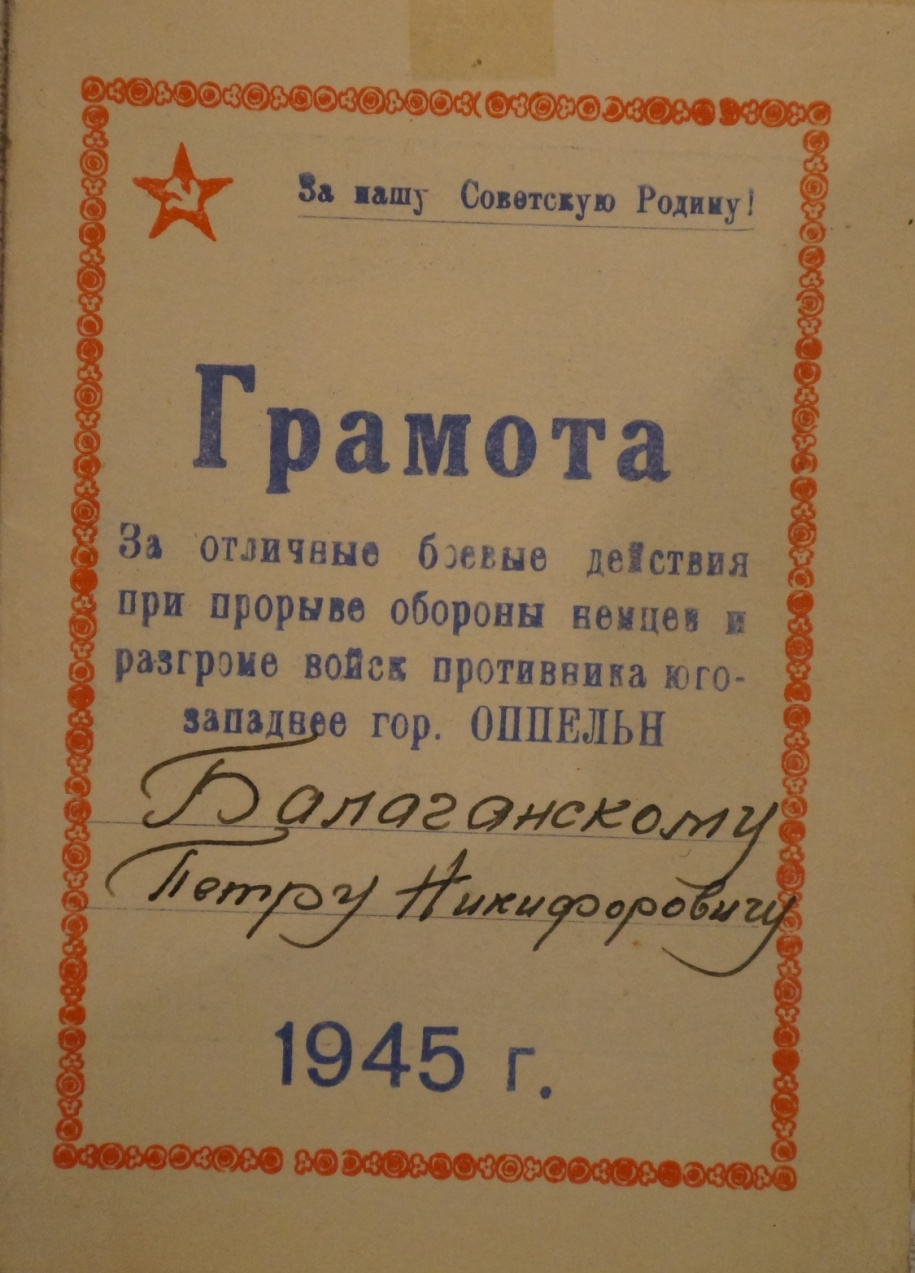 За нашу Советскую Родину!
Грамота
За отличные боевые действия
при прорыве обороны немцев и
разгроме войск противника юго-
западнее гор. ОППЕЛЬН
Балаганскому
Петру Никифоровичу
1945 г.